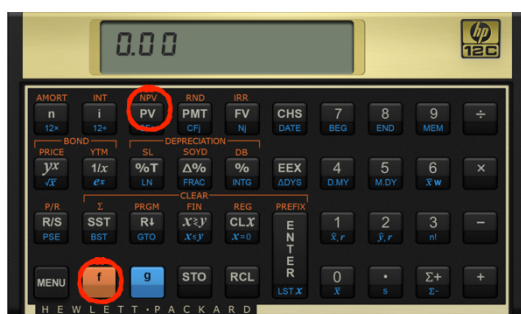 0.00
hp
12C
AMORT INT NPV RND IRR
n i PV PMT FV CHS 7 8 9 ÷
12× 12÷ CFj Nj DATE BEG END MEM
BOND DEPRECIATION
PRICE YTM SL SOYD DB
yx 1/x %T Δ% % EEX 4 5 6 ×
√x ex LN FRAC INTG ΔDYS D.MY M.DY x̄w
CLEAR
P/R Σ PRGM FIN REG PREFIX
R/S SST R↓ x≷y CLX ENTER 1 2 3 −
PSE BST GTO x≤y x=0 x̂,r ŷ,r n!
MENU f g STO RCL 0 · Σ+ +
LST x x̄ s Σ-
HEWLETT·PACKARD